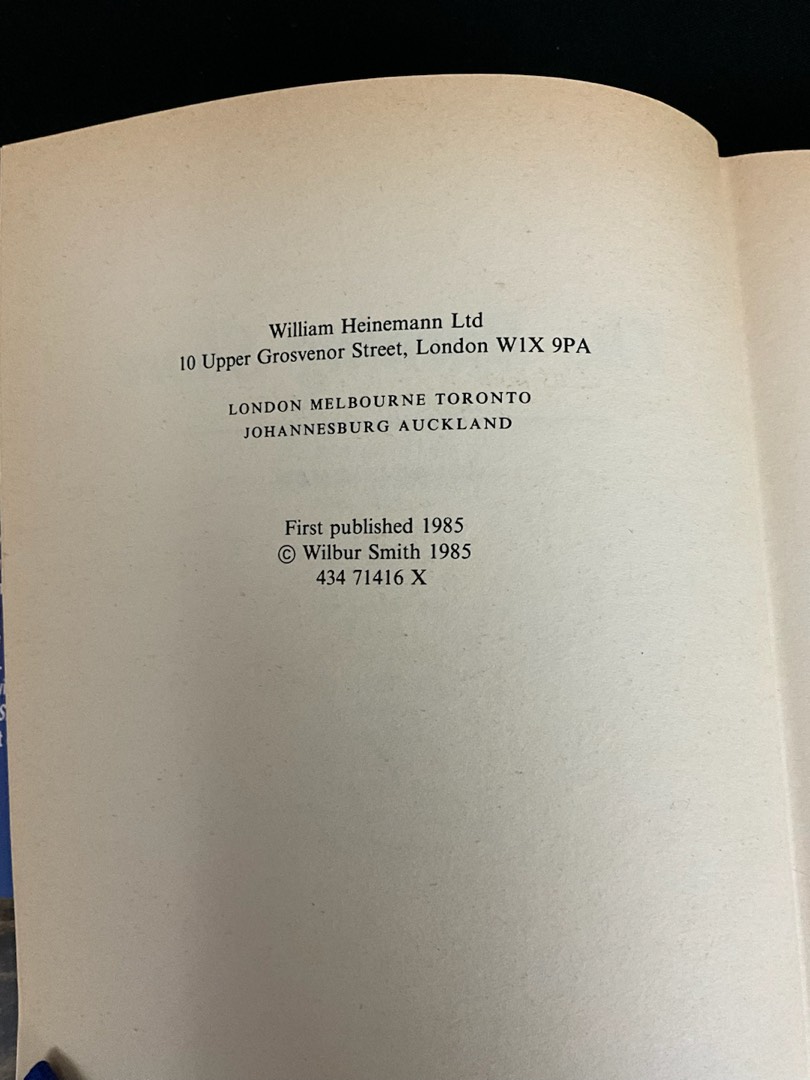 William Heinemann Ltd
10 Upper Grosvenor Street, London W1X 9PA
LONDON MELBOURNE TORONTO
JOHANNESBURG AUCKLAND
First published 1985
© Wilbur Smith 1985
434 71416 X